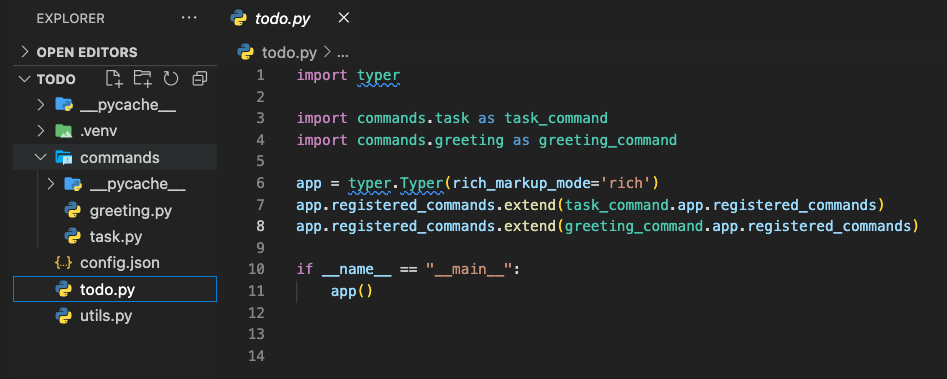 EXPLORER ...
OPEN EDITORS
TODO
__pycache__
.venv
commands
__pycache__
greeting.py
task.py
{..} config.json
todo.py
utils.py
todo.py ×
todo.py > ...
1 import typer
2
3 import commands.task as task_command
4 import commands.greeting as greeting_command
5
6 app = typer.Typer(rich_markup_mode='rich')
7 app.registered_commands.extend(task_command.app.registered_commands)
8 app.registered_commands.extend(greeting_command.app.registered_commands)
9
10 if __name__ == "__main__":
11     app()
12
13
14